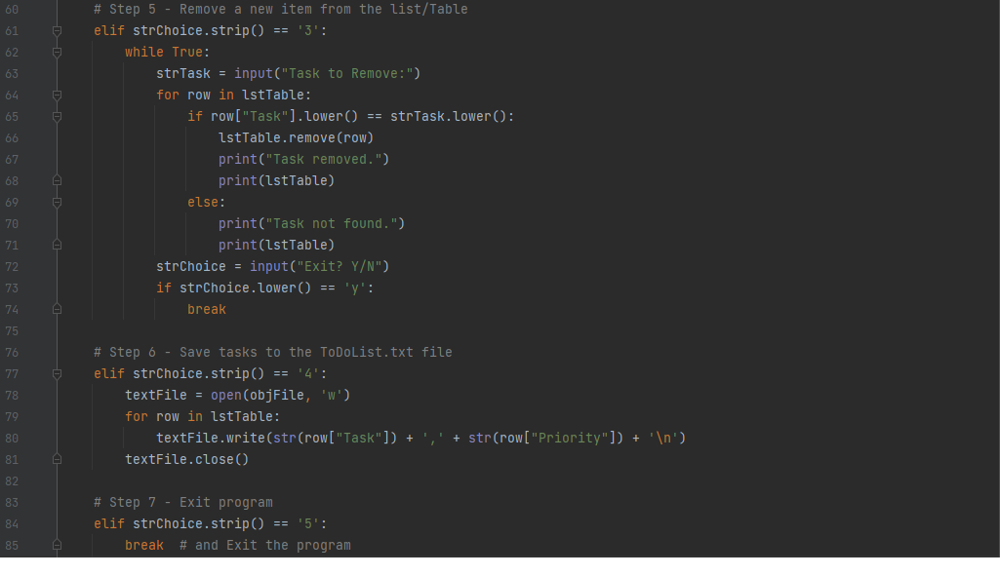 60 # Step 5 - Remove a new item from the list/Table
61 elif strChoice.strip() == '3':
62 while True:
63 strTask = input("Task to Remove:")
64 for row in lstTable:
65 if row["Task"].lower() == strTask.lower():
66 lstTable.remove(row)
67 print("Task removed.")
68 print(lstTable)
69 else:
70 print("Task not found.")
71 print(lstTable)
72 strChoice = input("Exit? Y/N")
73 if strChoice.lower() == 'y':
74 break
75
76 # Step 6 - Save tasks to the ToDoList.txt file
77 elif strChoice.strip() == '4':
78 textFile = open(objFile, 'w')
79 for row in lstTable:
80 textFile.write(str(row["Task"]) + ',' + str(row["Priority"]) + '\n')
81 textFile.close()
82
83 # Step 7 - Exit program
84 elif strChoice.strip() == '5':
85 break # and Exit the program